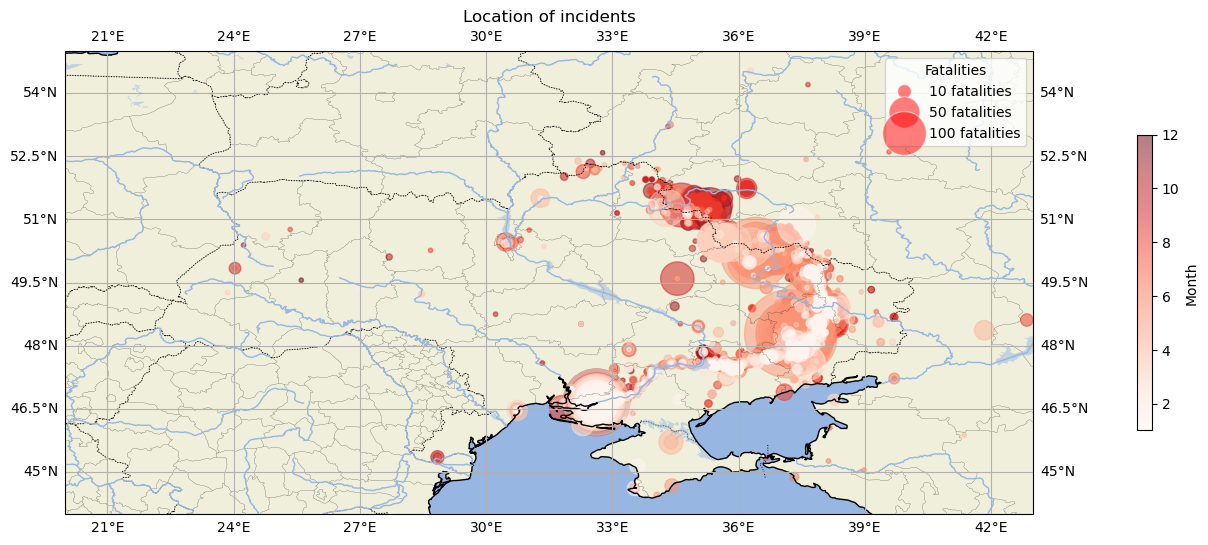 Location of incidents
21°E 24°E 27°E 30°E 33°E 36°E 39°E 42°E
Fatalities
10 fatalities
50 fatalities
100 fatalities
54°N 54°N
52.5°N 52.5°N
51°N 51°N
49.5°N 49.5°N
48°N 48°N
46.5°N 46.5°N
45°N 45°N
21°E 24°E 27°E 30°E 33°E 36°E 39°E 42°E
12
10
8
6
4
2
Month